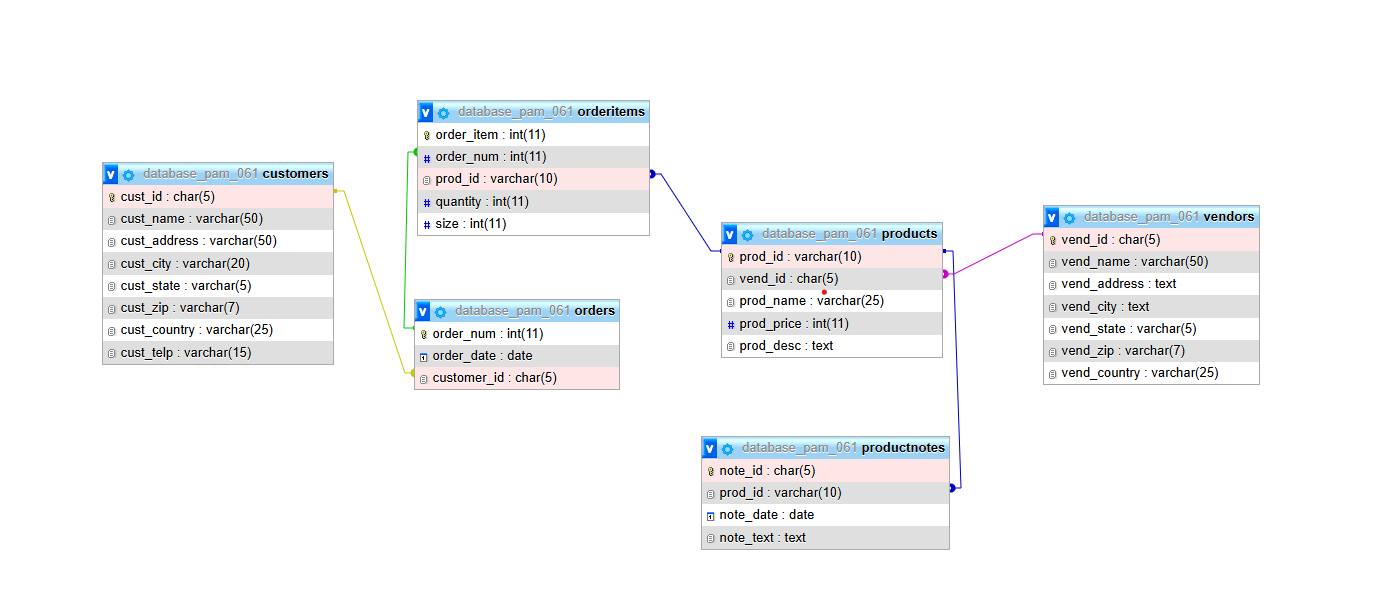 database_pam_061 customers
cust_id : char(5)
cust_name : varchar(50)
cust_address : varchar(50)
cust_city : varchar(20)
cust_state : varchar(5)
cust_zip : varchar(7)
cust_country : varchar(25)
cust_telp : varchar(15)
database_pam_061 orderitems
order_item : int(11)
order_num : int(11)
prod_id : varchar(10)
quantity : int(11)
size : int(11)
database_pam_061 orders
order_num : int(11)
order_date : date
customer_id : char(5)
database_pam_061 products
prod_id : varchar(10)
vend_id : char(5)
prod_name : varchar(25)
prod_price : int(11)
prod_desc : text
database_pam_061 productnotes
note_id : char(5)
prod_id : varchar(10)
note_date : date
note_text : text
database_pam_061 vendors
vend_id : char(5)
vend_name : varchar(50)
vend_address : text
vend_city : text
vend_state : varchar(5)
vend_zip : varchar(7)
vend_country : varchar(25)